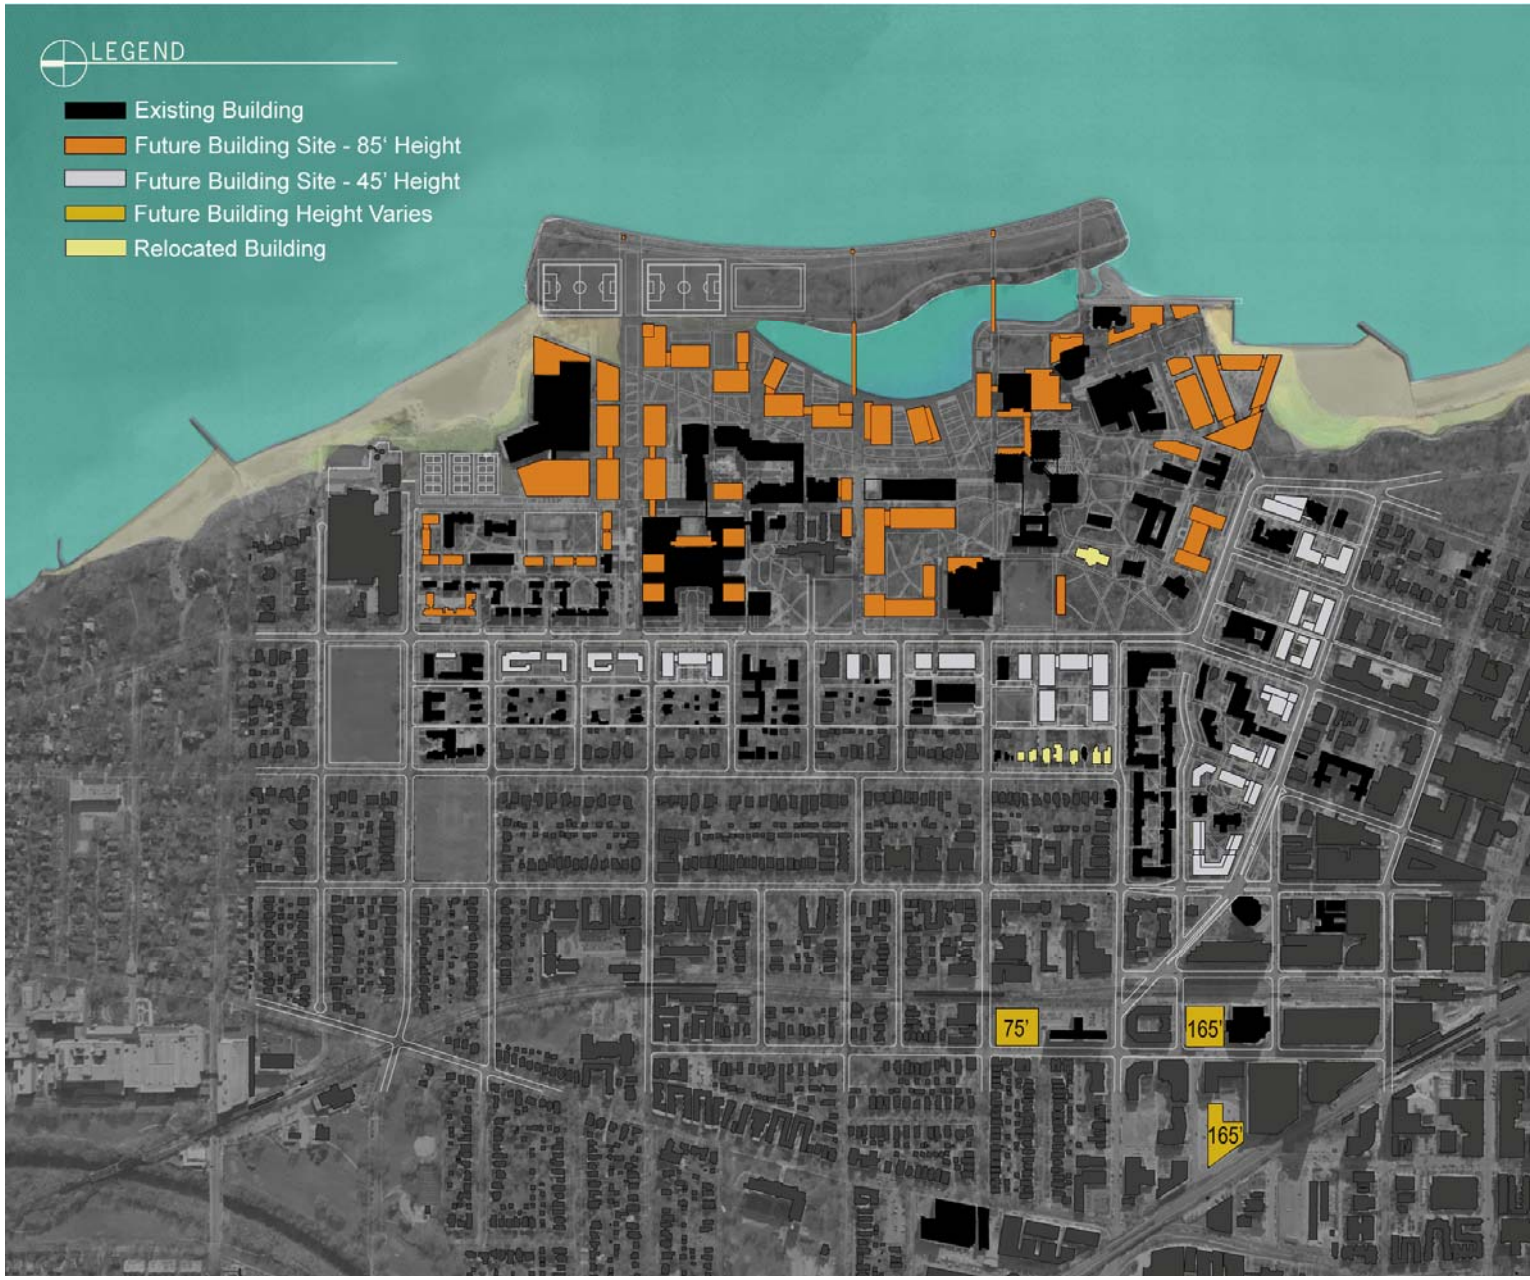 LEGEND
Existing Building
Future Building Site - 85‘ Height
Future Building Site - 45’ Height
Future Building Height Varies
Relocated Building
75’
165’
165’